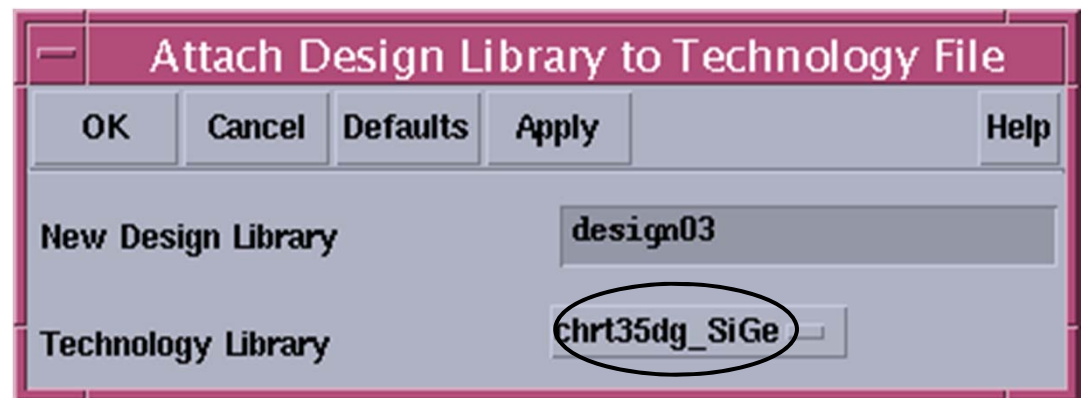 Attach Design Library to Technology File
OK Cancel Defaults Apply Help
New Design Library design03
Technology Library chrt35dg_SiGe